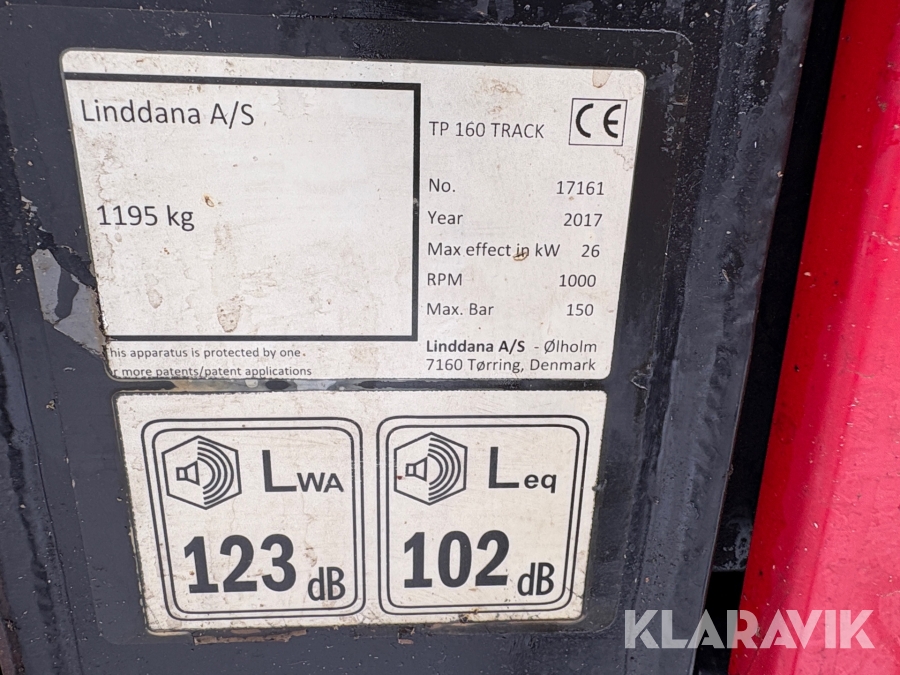 Linddana A/S
1195 kg
TP 160 TRACK
CE
No. 17161
Year 2017
Max effect in kW 26
RPM 1000
Max. Bar 150
Linddana A/S - Ølholm
7160 Tørring, Denmark
his apparatus is protected by one.
r more patents/patent applications
LWA
123 dB
Leq
102 dB
KLARAVIK